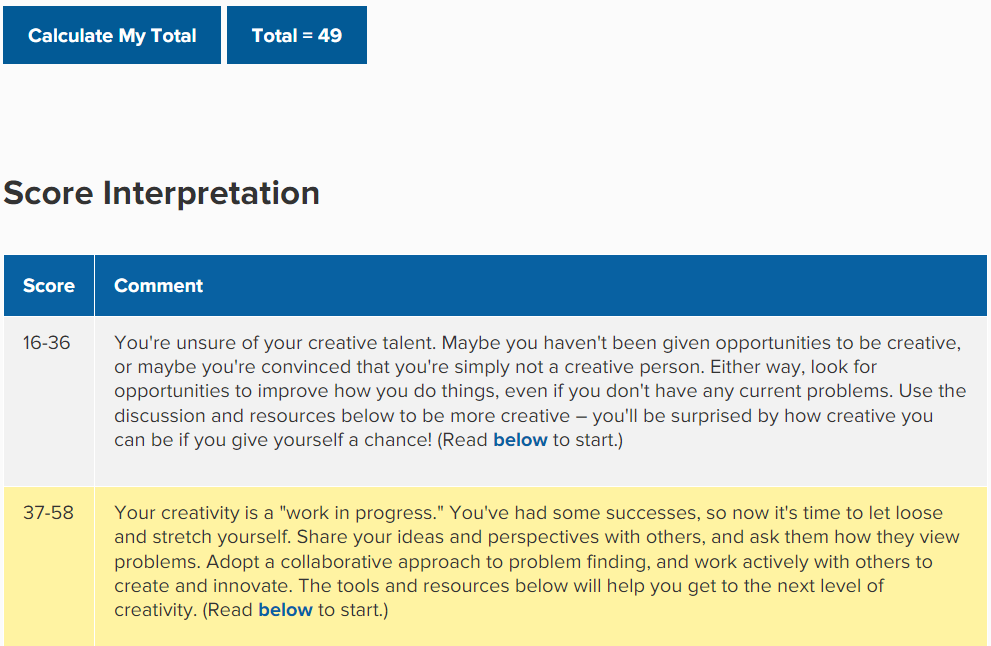 Calculate My Total
Total = 49
Score Interpretation
Score
Comment
16-36
You're unsure of your creative talent. Maybe you haven't been given opportunities to be creative,
or maybe you're convinced that you're simply not a creative person. Either way, look for
opportunities to improve how you do things, even if you don't have any current problems. Use the
discussion and resources below to be more creative – you'll be surprised by how creative you
can be if you give yourself a chance! (Read below to start.)
37-58
Your creativity is a "work in progress." You've had some successes, so now it's time to let loose
and stretch yourself. Share your ideas and perspectives with others, and ask them how they view
problems. Adopt a collaborative approach to problem finding, and work actively with others to
create and innovate. The tools and resources below will help you get to the next level of
creativity. (Read below to start.)